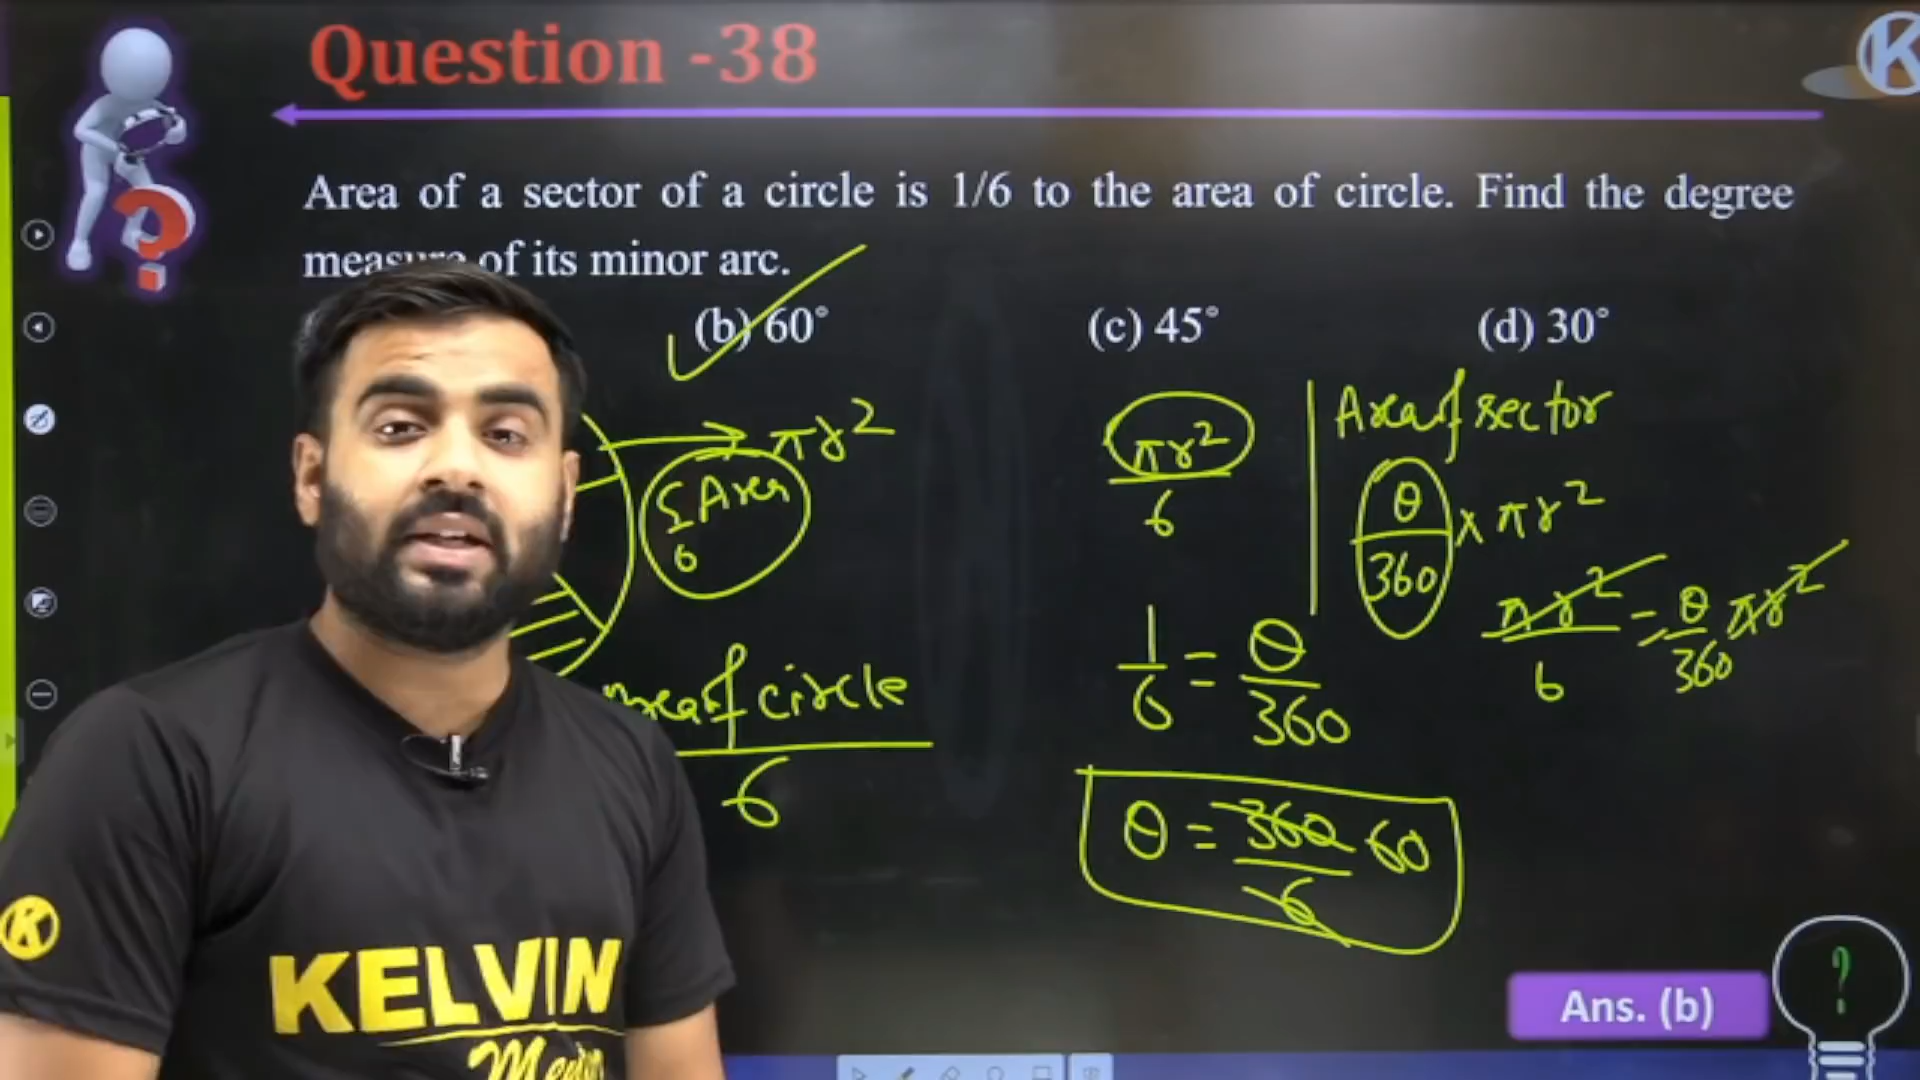 Question -38
K
Area of a sector of a circle is 1/6 to the area of circle. Find the degree
measure of its minor arc.
(b) 60° (c) 45° (d) 30°
πr²
Area
6
of circle
6
πr²
6
Area of sector
θ
360
× πr²
πr² = θ πr²
6 360
1 = θ
6 360
θ = 360 60
6
K
KELVIN
Ans. (b)
?